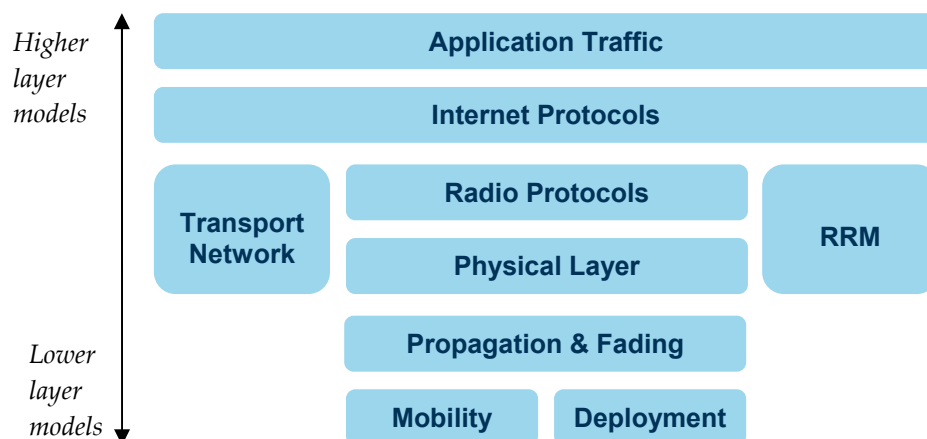 Higher
layer
models
Application Traffic
Internet Protocols
Transport
Network
Radio Protocols
Physical Layer
RRM
Propagation & Fading
Lower
layer
models
Mobility
Deployment